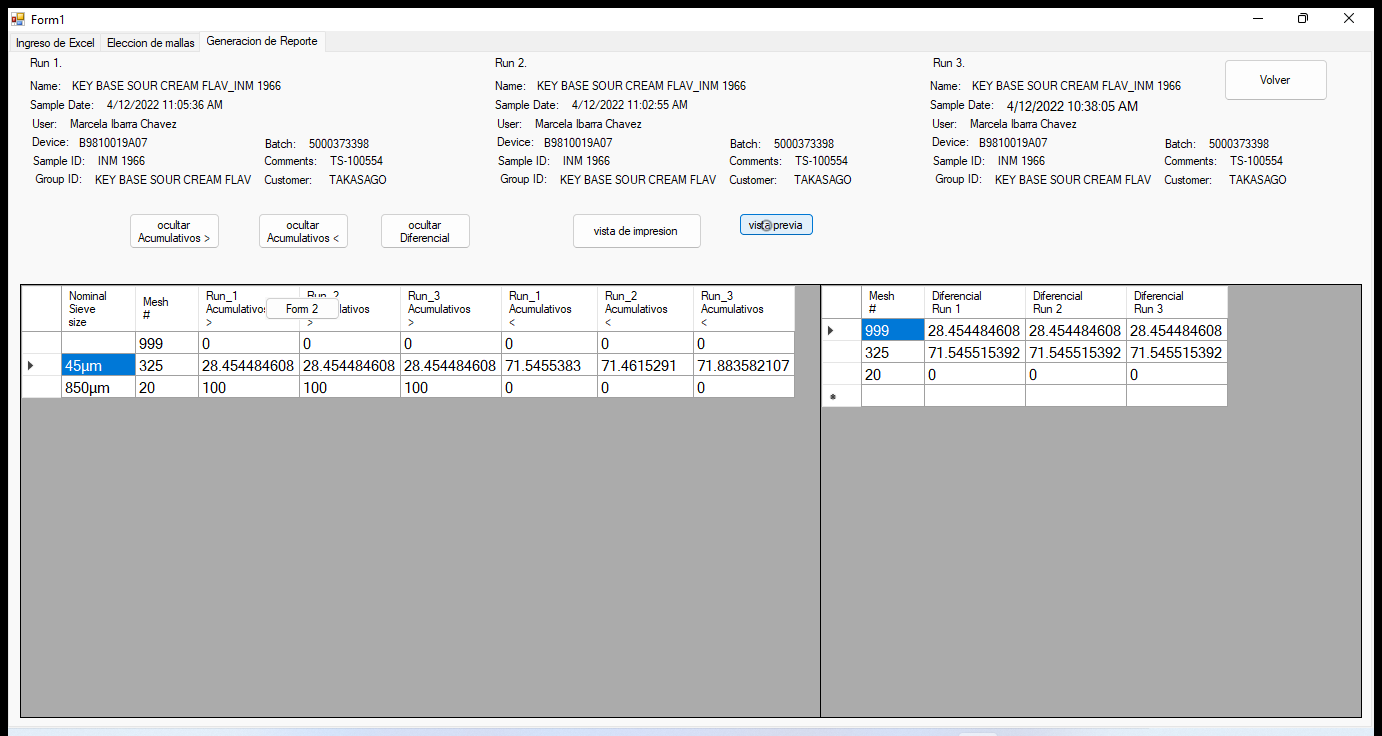 Form1
Ingreso de Excel Eleccion de mallas Generacion de Reporte
Run 1. Run 2. Run 3.
Volver
Name: KEY BASE SOUR CREAM FLAV_INM 1966 Name: KEY BASE SOUR CREAM FLAV_INM 1966 Name: KEY BASE SOUR CREAM FLAV_INM 1966
Sample Date: 4/12/2022 11:05:36 AM Sample Date: 4/12/2022 11:02:55 AM Sample Date: 4/12/2022 10:38:05 AM
User: Marcela Ibarra Chavez User: Marcela Ibarra Chavez User: Marcela Ibarra Chavez
Device: B9810019A07 Batch: 5000373398 Device: B9810019A07 Batch: 5000373398 Device: B9810019A07 Batch: 5000373398
Sample ID: INM 1966 Comments: TS-100554 Sample ID: INM 1966 Comments: TS-100554 Sample ID: INM 1966 Comments: TS-100554
Group ID: KEY BASE SOUR CREAM FLAV Customer: TAKASAGO Group ID: KEY BASE SOUR CREAM FLAV Customer: TAKASAGO Group ID: KEY BASE SOUR CREAM FLAV Customer: TAKASAGO
ocultar ocultar ocultar
Acumulativos > Acumulativos < Diferencial
vista de impresion vista previa
Nominal Run_1 Run_2 Run_3 Run_1 Run_2 Run_3 Mesh Diferencial Diferencial Diferencial
Sieve Mesh Acumulativos Form 2 lativos Acumulativos Acumulativos Acumulativos Acumulativos # Run 1 Run 2 Run 3
size # > > > < < <
999 0 0 0 0 0 0
45µm 325 28.454484608 28.454484608 28.454484608 71.5455383 71.4615291 71.883582107
850µm 20 100 100 100 0 0 0
999 28.454484608 28.454484608 28.454484608
325 71.545515392 71.545515392 71.545515392
20 0 0 0